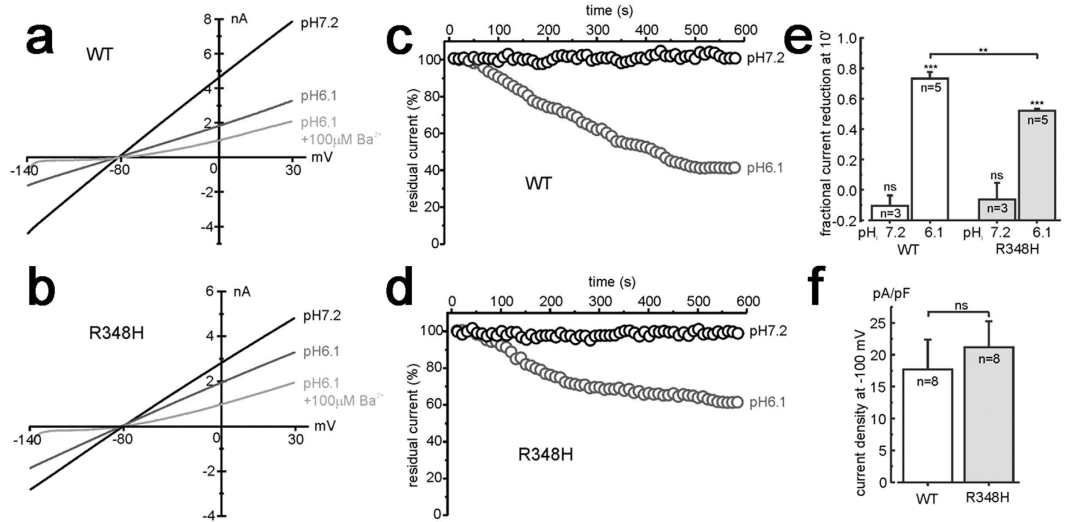 a
WT
nA
8
6
4
2
-2
-4
-140
-80
0
30
mV
pH7.2
pH6.1
pH6.1
+100µM Ba²⁺
b
R348H
nA
6
4
2
-2
-4
-140
-80
0
30
mV
pH7.2
pH6.1
pH6.1
+100µM Ba²⁺
c
time (s)
0 100 200 300 400 500 600
residual current (%)
100
80
60
40
20
0
pH7.2
pH6.1
WT
d
time (s)
0 100 200 300 400 500 600
residual current (%)
100
80
60
40
20
0
pH7.2
pH6.1
R348H
e
fractional current reduction at 10'
1.0
0.8
0.6
0.4
0.2
0.0
-0.2
**
***
n=5
***
n=5
ns
n=3
ns
n=3
pHi 7.2 6.1 pHi 7.2 6.1
WT R348H
f
pA/pF
current density at -100 mV
25
20
15
10
5
0
ns
n=8
n=8
WT R348H